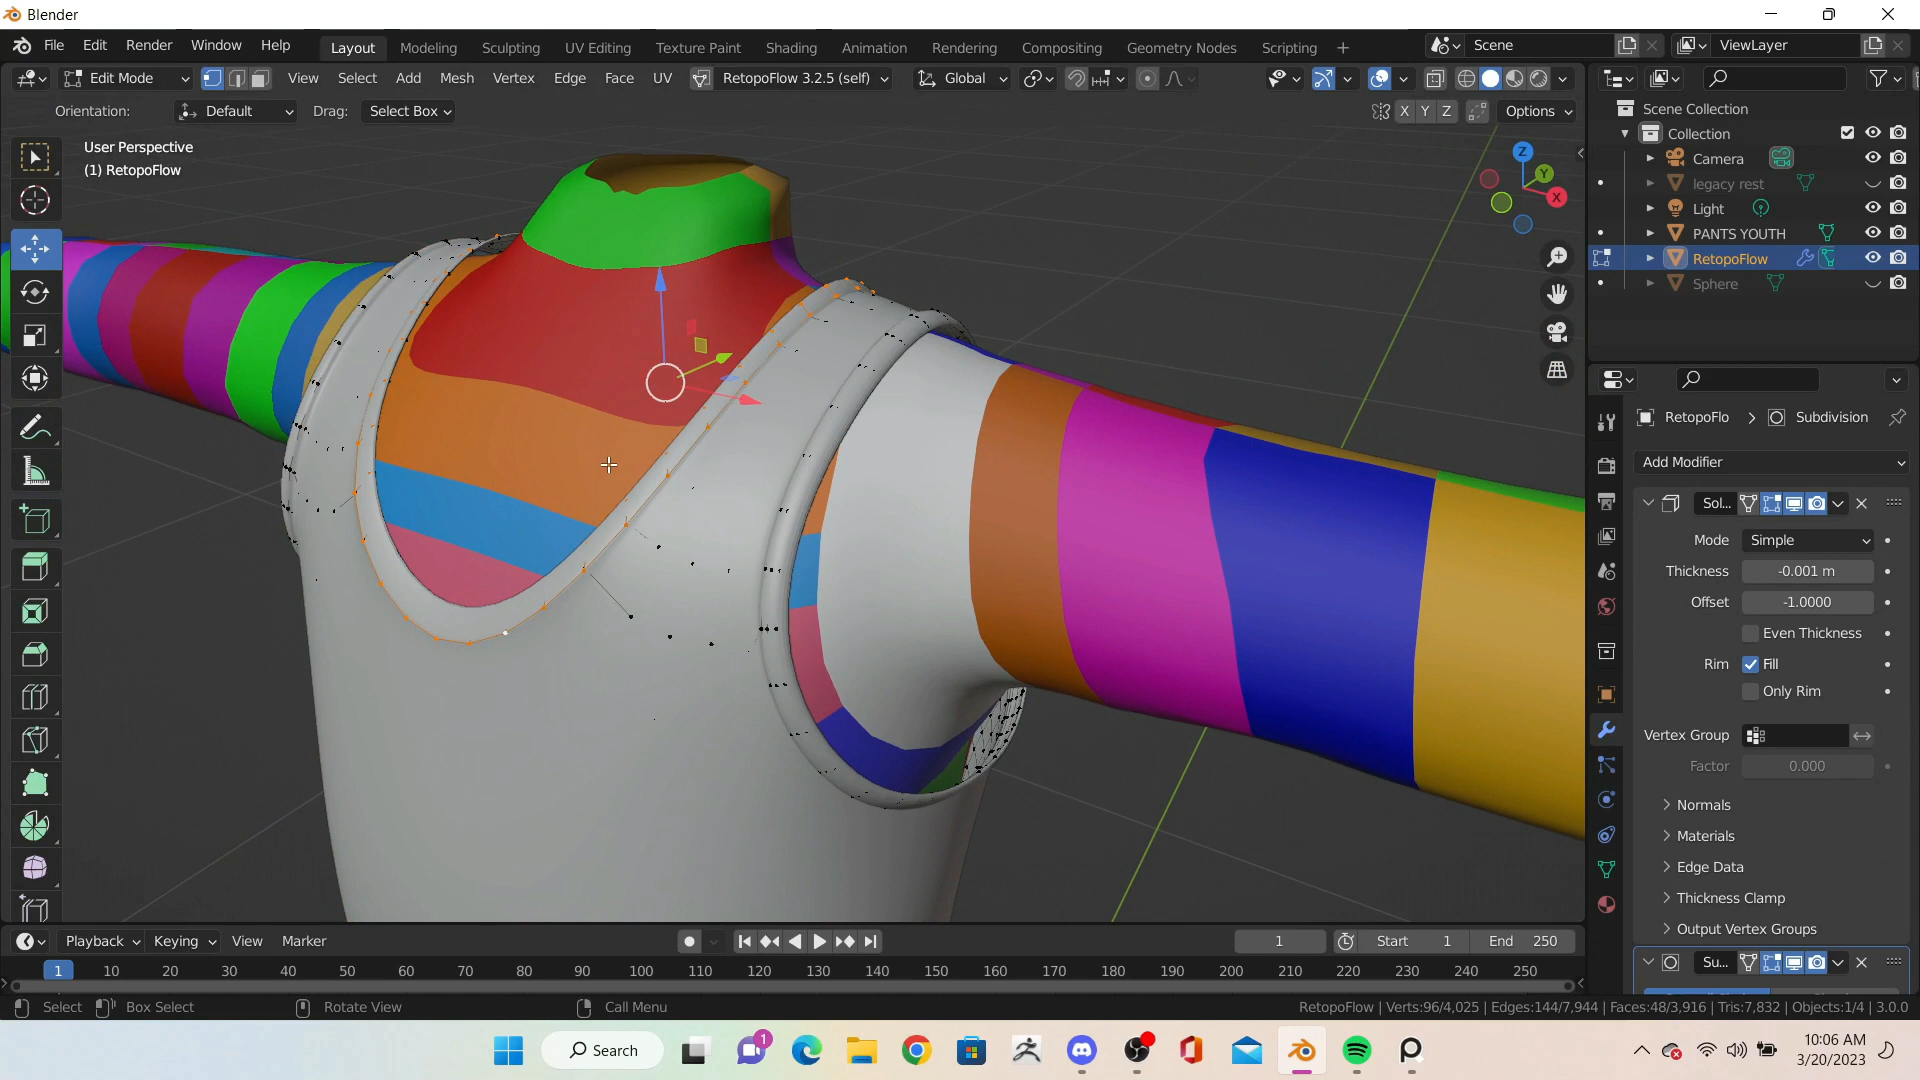 Blender
File Edit Render Window Help Layout Modeling Sculpting UV Editing Texture Paint Shading Animation Rendering Compositing Geometry Nodes Scripting + Scene ViewLayer
Edit Mode View Select Add Mesh Vertex Edge Face UV RetopoFlow 3.2.5 (self) Global
Orientation: Default Drag: Select Box X Y Z Options
User Perspective
(1) RetopoFlow
Z
Y
X
Scene Collection
Collection
Camera
legacy rest
Light
PANTS YOUTH
RetopoFlow
Sphere
RetopoFlo > Subdivision
Add Modifier
Sol...
Mode Simple
Thickness -0.001 m
Offset -1.0000
Even Thickness
Rim Fill
Only Rim
Vertex Group
Factor 0.000
Normals
Materials
Edge Data
Thickness Clamp
Output Vertex Groups
Su...
Playback Keying View Marker 1 Start 1 End 250
1 10 20 30 40 50 60 70 80 90 100 110 120 130 140 150 160 170 180 190 200 210 220 230 240 250
Select Box Select Rotate View Call Menu RetopoFlow | Verts:96/4,025 | Edges:144/7,944 | Faces:48/3,916 | Tris:7,832 | Objects:1/4 | 3.0.0
Search 1 10:06 AM
3/20/2023